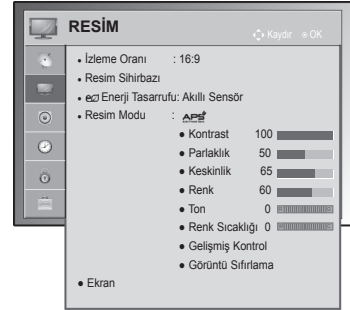 RESİM
Kaydır OK
• İzleme Oranı : 16:9
• Resim Sihirbazı
• Enerji Tasarrufu: Akıllı Sensör
• Resim Modu : APS
• Kontrast 100
• Parlaklık 50
• Keskinlik 65
• Renk 60
• Ton 0
• Renk Sıcaklığı 0
• Gelişmiş Kontrol
• Görüntü Sıfırlama
• Ekran